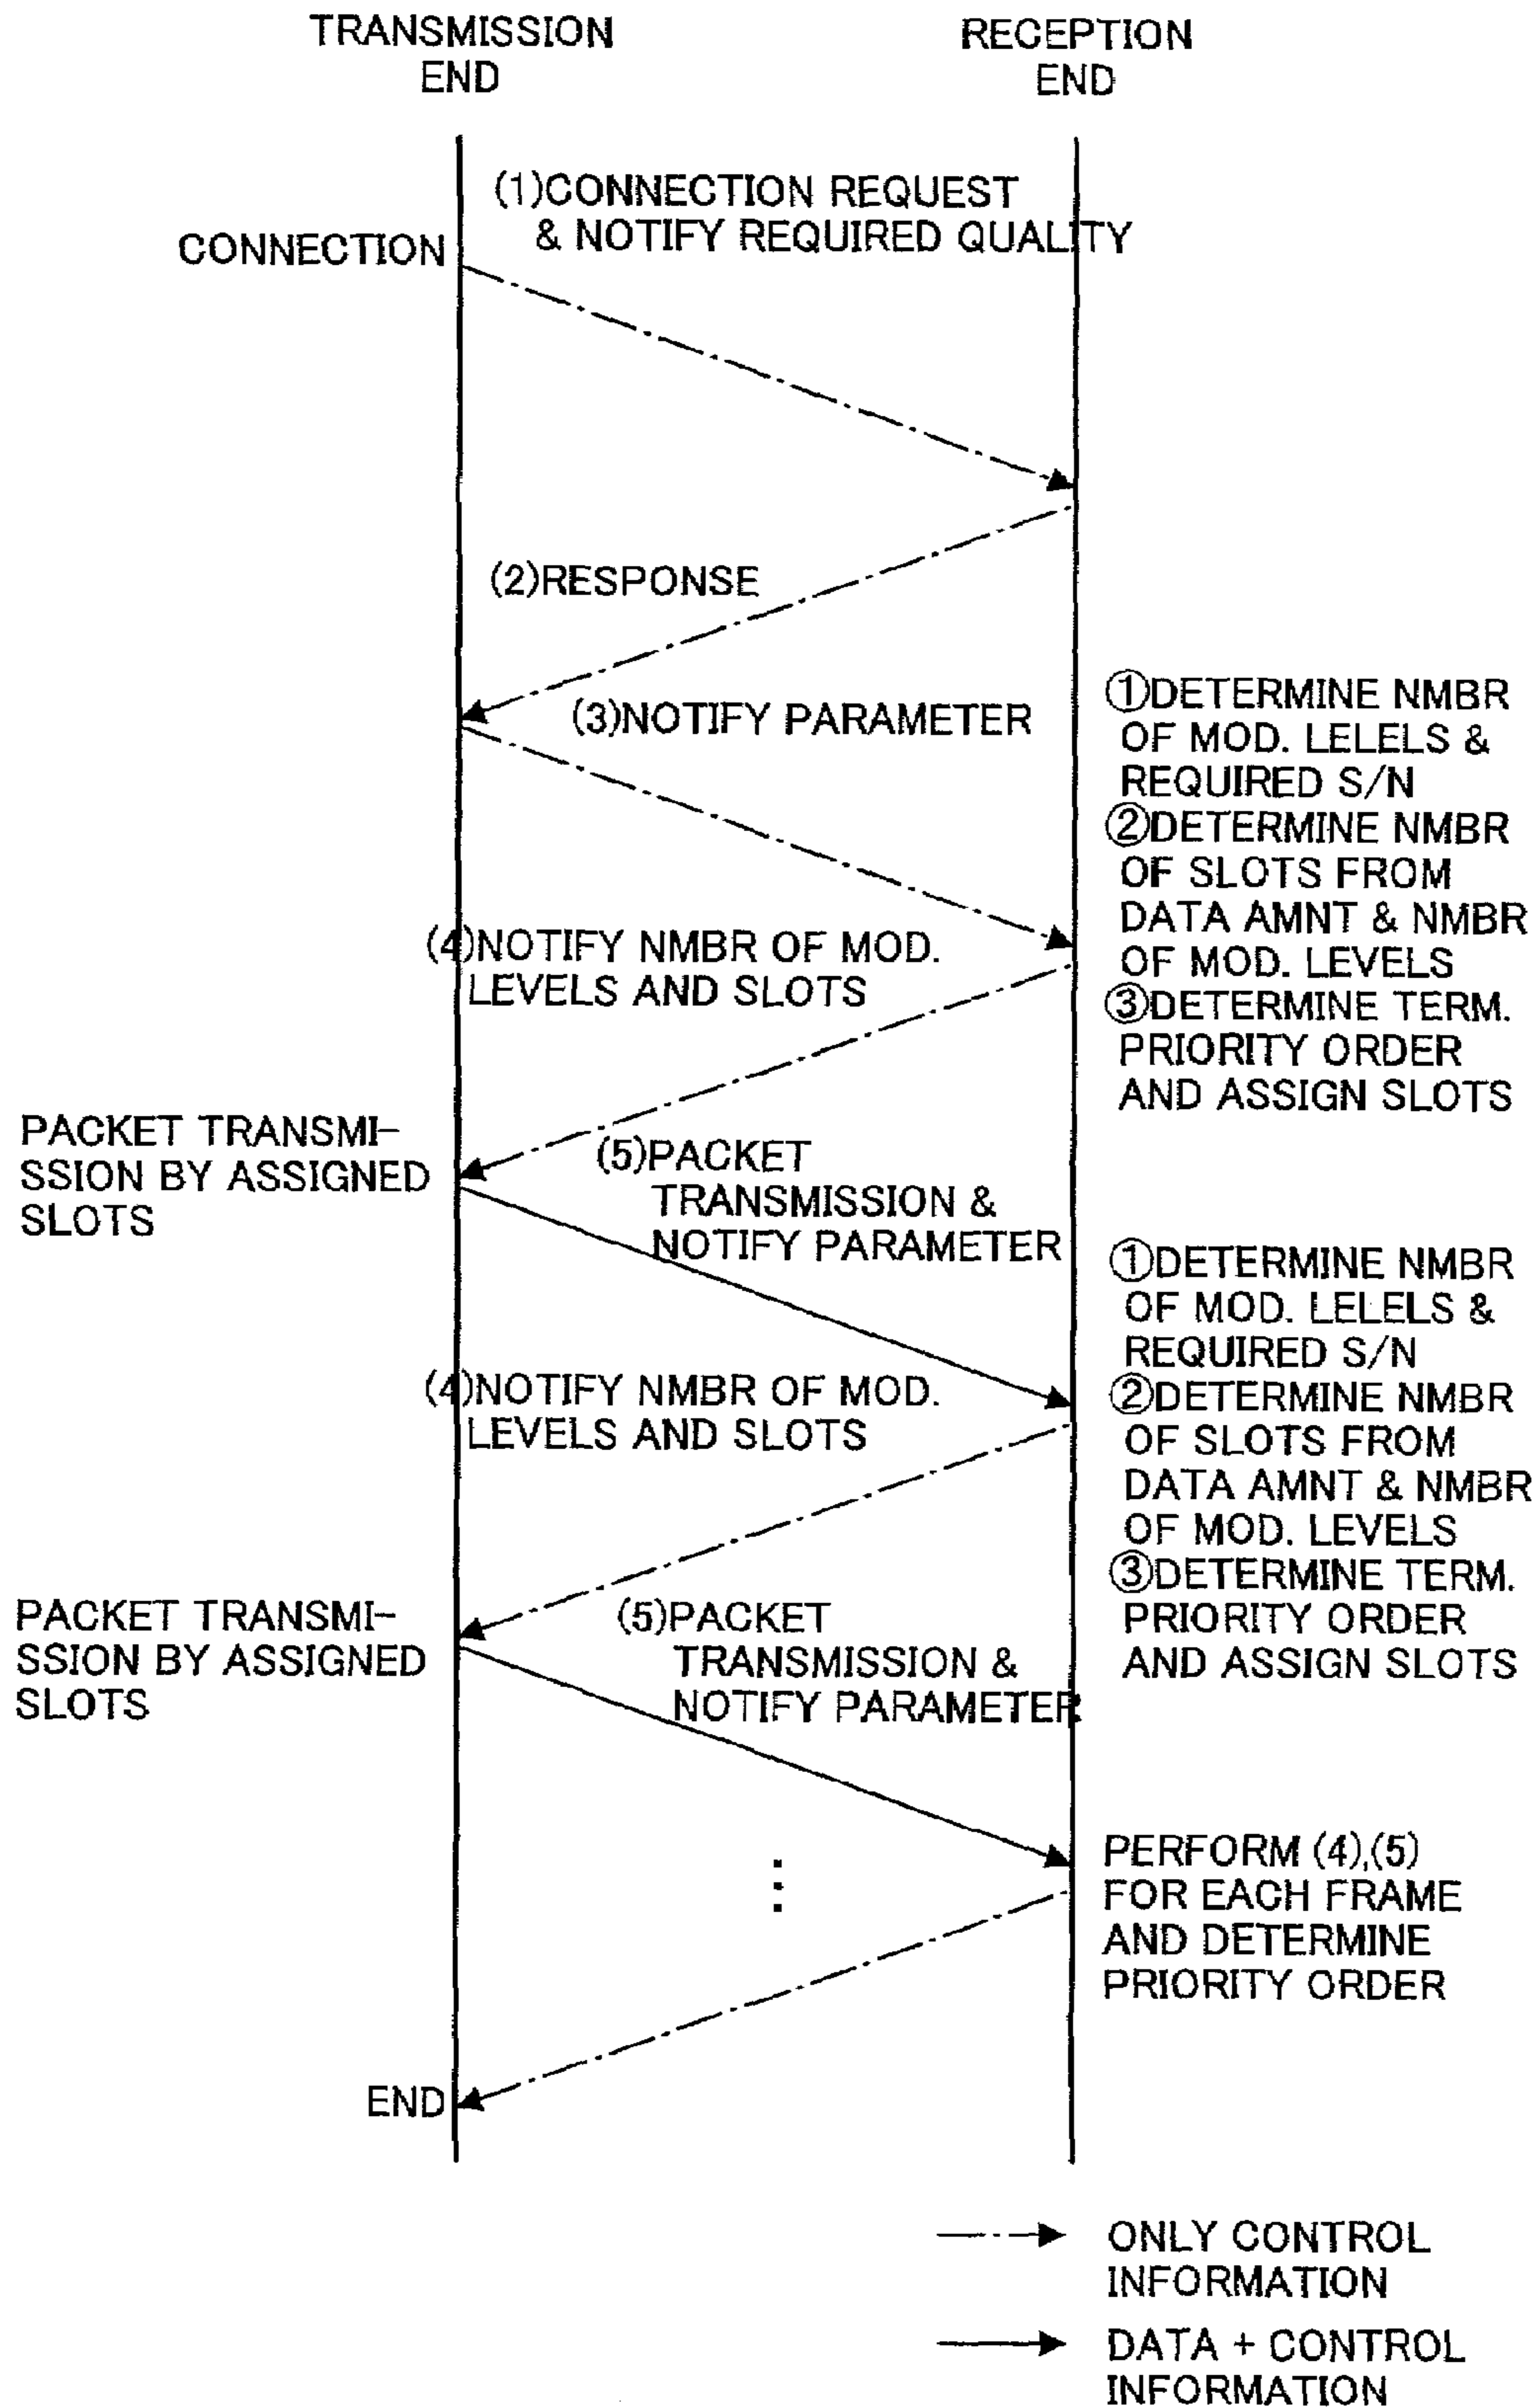 TRANSMISSION
END
RECEPTION
END
(1)CONNECTION REQUEST
& NOTIFY REQUIRED QUALITY
CONNECTION
(2)RESPONSE
(3)NOTIFY PARAMETER
①DETERMINE NMBR
OF MOD. LELELS &
REQUIRED S/N
②DETERMINE NMBR
OF SLOTS FROM
DATA AMNT & NMBR
OF MOD. LEVELS
③DETERMINE TERM.
PRIORITY ORDER
AND ASSIGN SLOTS
(4)NOTIFY NMBR OF MOD.
LEVELS AND SLOTS
PACKET TRANSMI-
SSION BY ASSIGNED
SLOTS
(5)PACKET
TRANSMISSION &
NOTIFY PARAMETER
①DETERMINE NMBR
OF MOD. LELELS &
REQUIRED S/N
②DETERMINE NMBR
OF SLOTS FROM
DATA AMNT & NMBR
OF MOD. LEVELS
③DETERMINE TERM.
PRIORITY ORDER
AND ASSIGN SLOTS
(4)NOTIFY NMBR OF MOD.
LEVELS AND SLOTS
PACKET TRANSMI-
SSION BY ASSIGNED
SLOTS
(5)PACKET
TRANSMISSION &
NOTIFY PARAMETER
PERFORM (4),(5)
FOR EACH FRAME
AND DETERMINE
PRIORITY ORDER
END
ONLY CONTROL
INFORMATION
DATA + CONTROL
INFORMATION